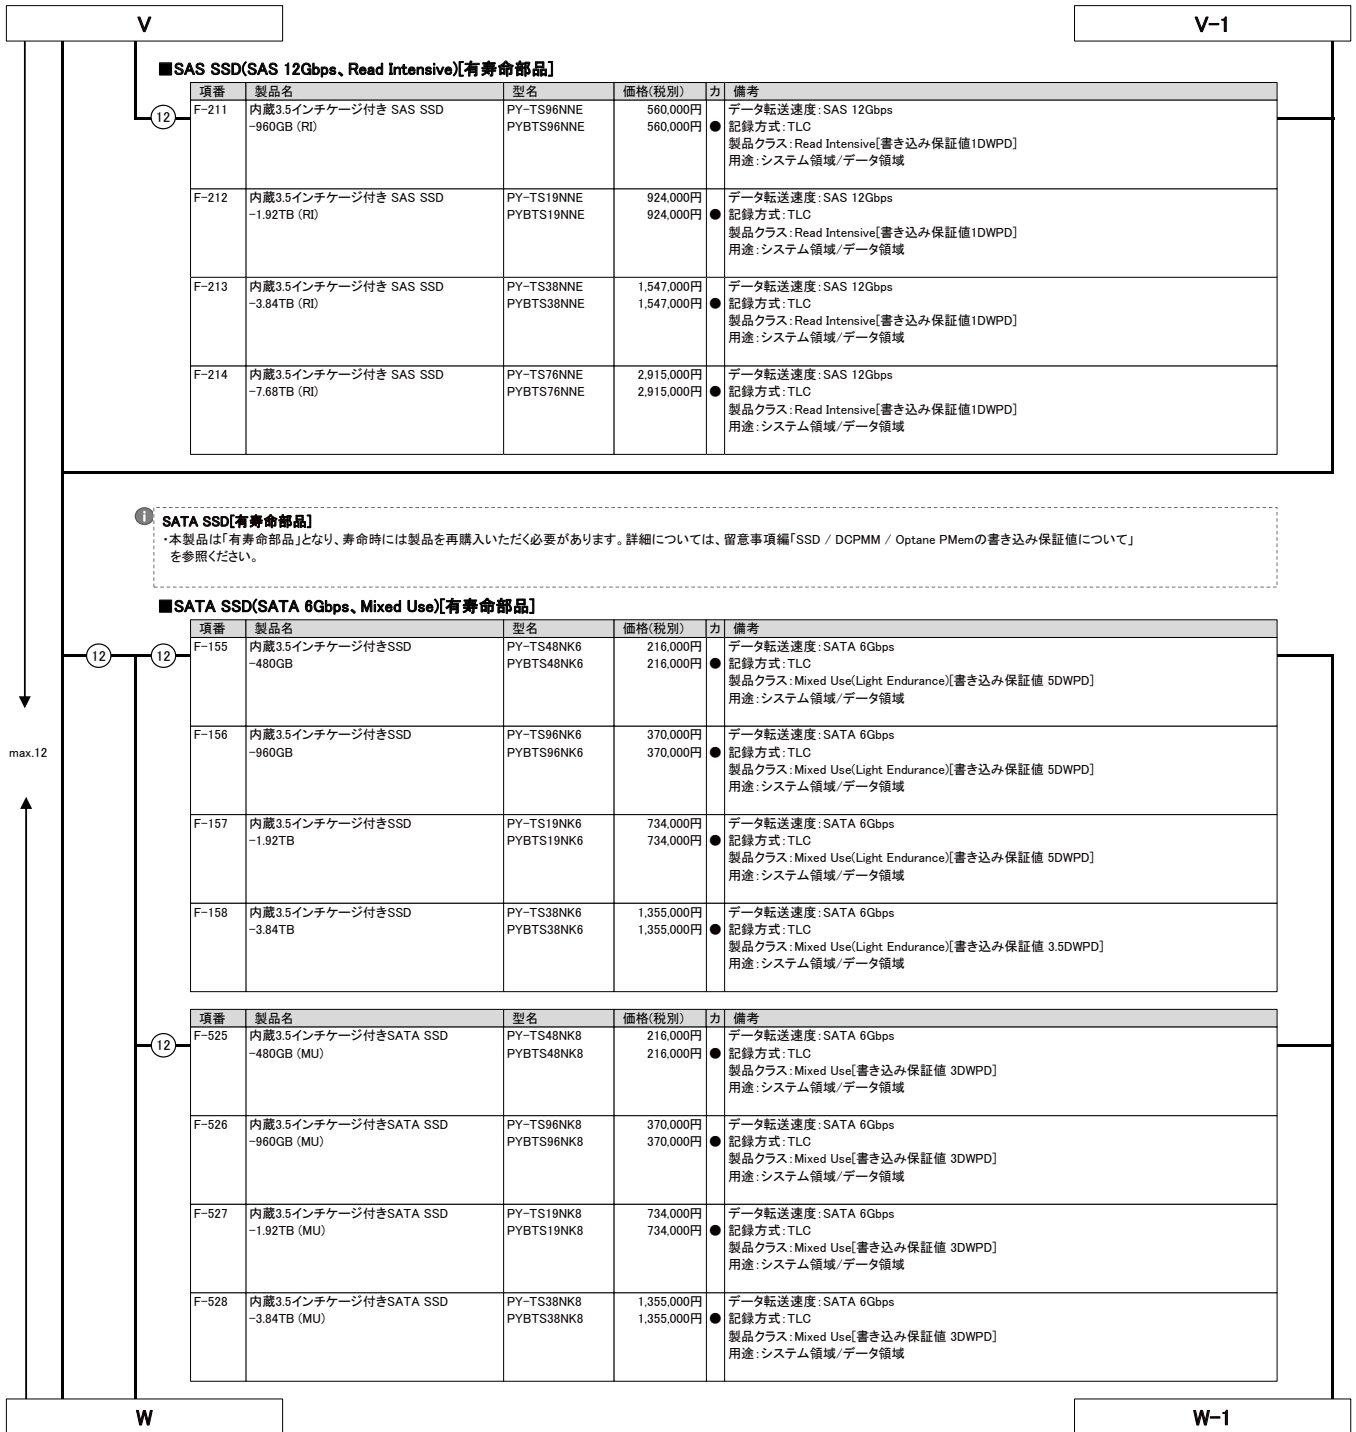 V
V-1
■SAS SSD(SAS 12Gbps、Read Intensive)[有寿命部品]
項番 製品名 型名 価格(税別) カ 備考
12
F-211 内蔵3.5インチケージ付き SAS SSD PY-TS96NNE 560,000円 データ転送速度:SAS 12Gbps
-960GB (RI) PYBTS96NNE 560,000円 ● 記録方式:TLC
製品クラス:Read Intensive[書き込み保証値1DWPD]
用途:システム領域/データ領域
F-212 内蔵3.5インチケージ付き SAS SSD PY-TS19NNE 924,000円 データ転送速度:SAS 12Gbps
-1.92TB (RI) PYBTS19NNE 924,000円 ● 記録方式:TLC
製品クラス:Read Intensive[書き込み保証値1DWPD]
用途:システム領域/データ領域
F-213 内蔵3.5インチケージ付き SAS SSD PY-TS38NNE 1,547,000円 データ転送速度:SAS 12Gbps
-3.84TB (RI) PYBTS38NNE 1,547,000円 ● 記録方式:TLC
製品クラス:Read Intensive[書き込み保証値1DWPD]
用途:システム領域/データ領域
F-214 内蔵3.5インチケージ付き SAS SSD PY-TS76NNE 2,915,000円 データ転送速度:SAS 12Gbps
-7.68TB (RI) PYBTS76NNE 2,915,000円 ● 記録方式:TLC
製品クラス:Read Intensive[書き込み保証値1DWPD]
用途:システム領域/データ領域
i SATA SSD[有寿命部品]
・本製品は「有寿命部品」となり、寿命時には製品を再購入いただく必要があります。詳細については、留意事項編「SSD / DCPMM / Optane PMemの書き込み保証値について」
を参照ください。
■SATA SSD(SATA 6Gbps、Mixed Use)[有寿命部品]
項番 製品名 型名 価格(税別) カ 備考
12 12
F-155 内蔵3.5インチケージ付きSSD PY-TS48NK6 216,000円 データ転送速度:SATA 6Gbps
-480GB PYBTS48NK6 216,000円 ● 記録方式:TLC
製品クラス:Mixed Use(Light Endurance)[書き込み保証値 5DWPD]
用途:システム領域/データ領域
F-156 内蔵3.5インチケージ付きSSD PY-TS96NK6 370,000円 データ転送速度:SATA 6Gbps
-960GB PYBTS96NK6 370,000円 ● 記録方式:TLC
製品クラス:Mixed Use(Light Endurance)[書き込み保証値 5DWPD]
用途:システム領域/データ領域
max.12
F-157 内蔵3.5インチケージ付きSSD PY-TS19NK6 734,000円 データ転送速度:SATA 6Gbps
-1.92TB PYBTS19NK6 734,000円 ● 記録方式:TLC
製品クラス:Mixed Use(Light Endurance)[書き込み保証値 5DWPD]
用途:システム領域/データ領域
F-158 内蔵3.5インチケージ付きSSD PY-TS38NK6 1,355,000円 データ転送速度:SATA 6Gbps
-3.84TB PYBTS38NK6 1,355,000円 ● 記録方式:TLC
製品クラス:Mixed Use(Light Endurance)[書き込み保証値 3.5DWPD]
用途:システム領域/データ領域
項番 製品名 型名 価格(税別) カ 備考
12
F-525 内蔵3.5インチケージ付きSATA SSD PY-TS48NK8 216,000円 データ転送速度:SATA 6Gbps
-480GB (MU) PYBTS48NK8 216,000円 ● 記録方式:TLC
製品クラス:Mixed Use[書き込み保証値 3DWPD]
用途:システム領域/データ領域
F-526 内蔵3.5インチケージ付きSATA SSD PY-TS96NK8 370,000円 データ転送速度:SATA 6Gbps
-960GB (MU) PYBTS96NK8 370,000円 ● 記録方式:TLC
製品クラス:Mixed Use[書き込み保証値 3DWPD]
用途:システム領域/データ領域
F-527 内蔵3.5インチケージ付きSATA SSD PY-TS19NK8 734,000円 データ転送速度:SATA 6Gbps
-1.92TB (MU) PYBTS19NK8 734,000円 ● 記録方式:TLC
製品クラス:Mixed Use[書き込み保証値 3DWPD]
用途:システム領域/データ領域
F-528 内蔵3.5インチケージ付きSATA SSD PY-TS38NK8 1,355,000円 データ転送速度:SATA 6Gbps
-3.84TB (MU) PYBTS38NK8 1,355,000円 ● 記録方式:TLC
製品クラス:Mixed Use[書き込み保証値 3DWPD]
用途:システム領域/データ領域
W
W-1